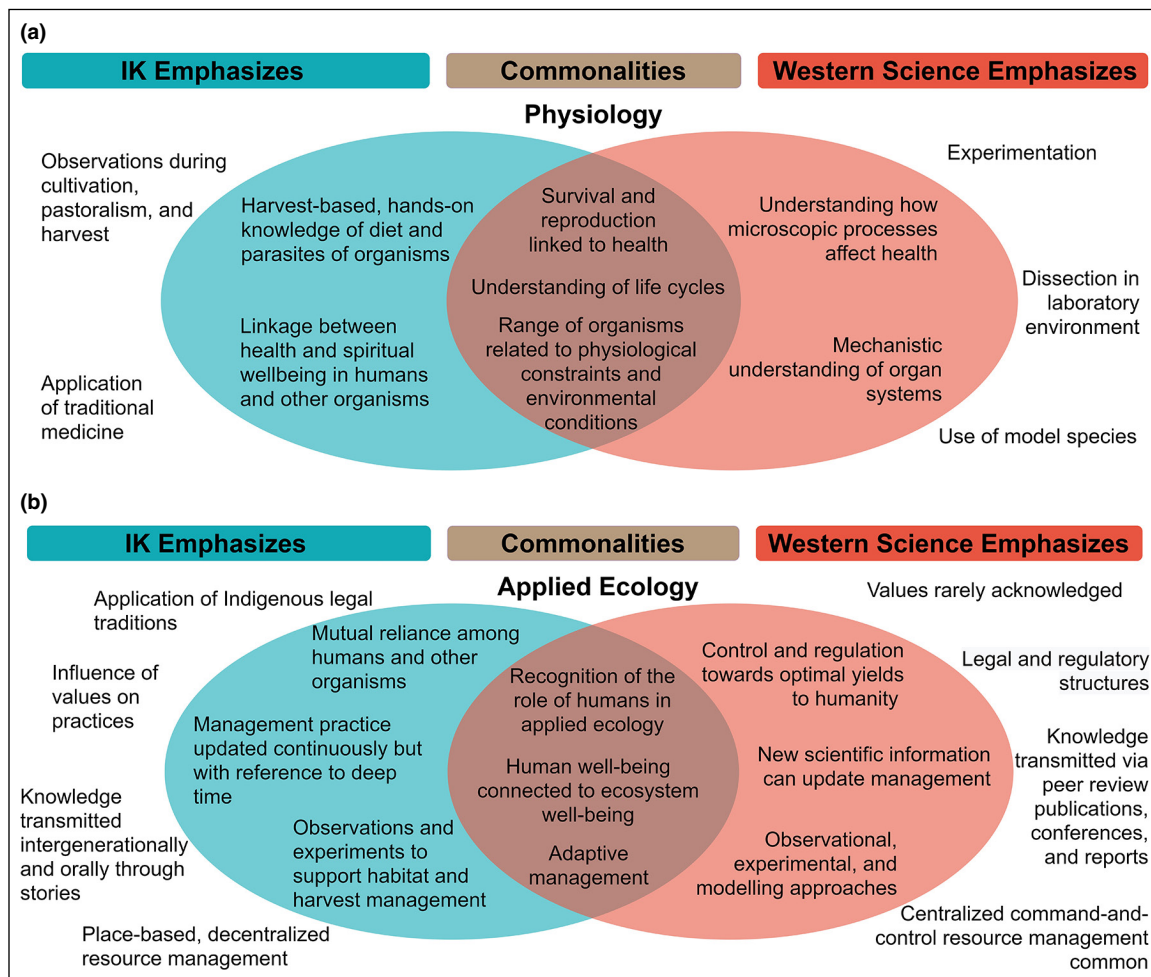 (a)
IK Emphasizes
Commonalities
Western Science Emphasizes
Physiology
Observations during
cultivation,
pastoralism, and
harvest
Application
of traditional
medicine
Harvest-based, hands-on
knowledge of diet and
parasites of organisms
Linkage between
health and spiritual
wellbeing in humans
and other organisms
Survival and
reproduction
linked to health
Understanding of life cycles
Range of organisms
related to physiological
constraints and
environmental
conditions
Understanding how
microscopic processes
affect health
Mechanistic
understanding of organ
systems
Experimentation
Dissection in
laboratory
environment
Use of model species
(b)
IK Emphasizes
Commonalities
Western Science Emphasizes
Applied Ecology
Application of Indigenous legal
traditions
Influence of
values on
practices
Knowledge
transmitted
intergenerationally
and orally through
stories
Place-based, decentralized
resource management
Mutual reliance among
humans and other
organisms
Management practice
updated continuously but
with reference to deep
time
Observations and
experiments to
support habitat and
harvest management
Recognition of the
role of humans in
applied ecology
Human well-being
connected to ecosystem
well-being
Adaptive
management
Control and regulation
towards optimal yields
to humanity
New scientific information
can update management
Observational,
experimental, and
modelling approaches
Values rarely acknowledged
Legal and regulatory
structures
Knowledge
transmitted via
peer review
publications,
conferences,
and reports
Centralized command-and-
control resource management
common